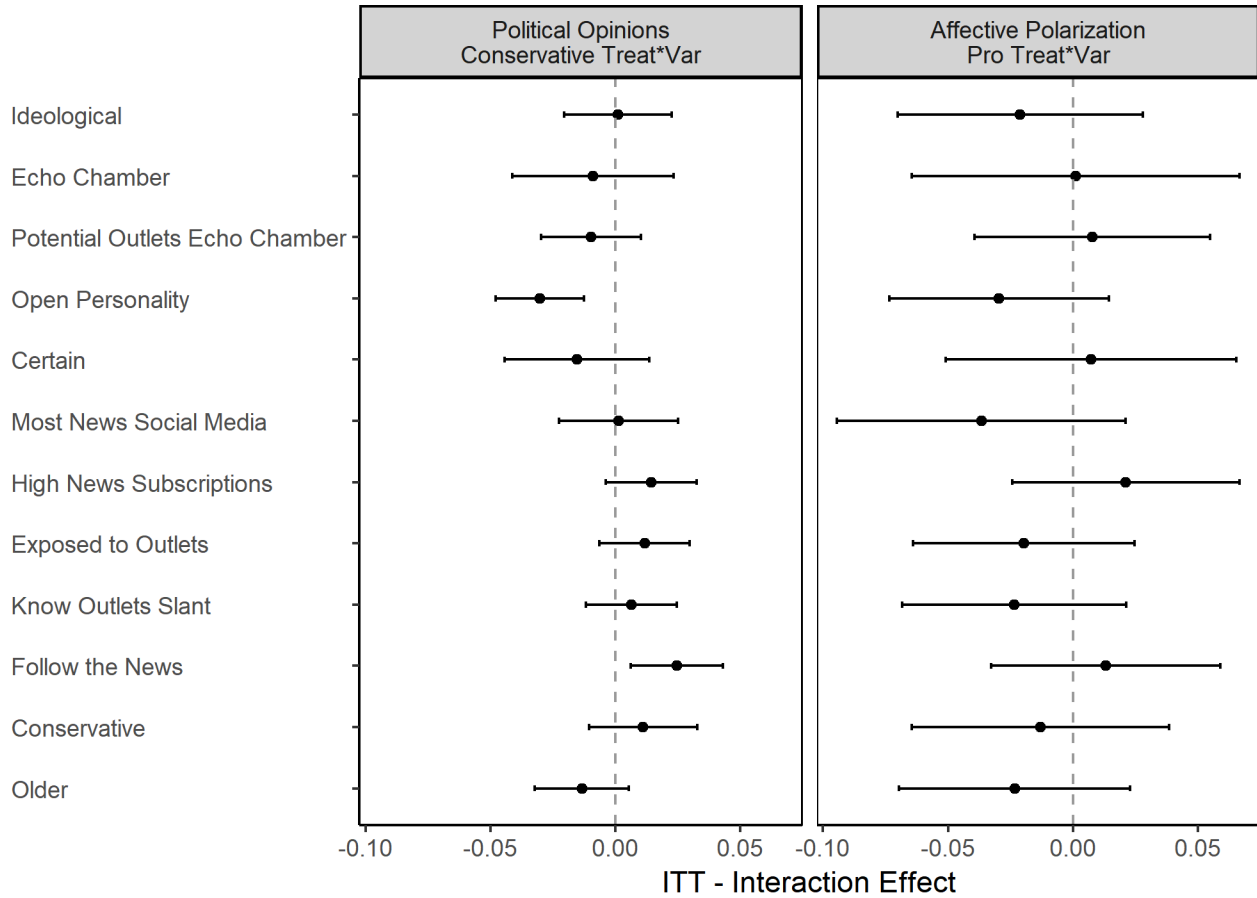 Political Opinions
Conservative Treat*Var
Affective Polarization
Pro Treat*Var
Ideological
Echo Chamber
Potential Outlets Echo Chamber
Open Personality
Certain
Most News Social Media
High News Subscriptions
Exposed to Outlets
Know Outlets Slant
Follow the News
Conservative
Older
-0.10 -0.05 0.00 0.05 -0.10 -0.05 0.00 0.05
ITT - Interaction Effect